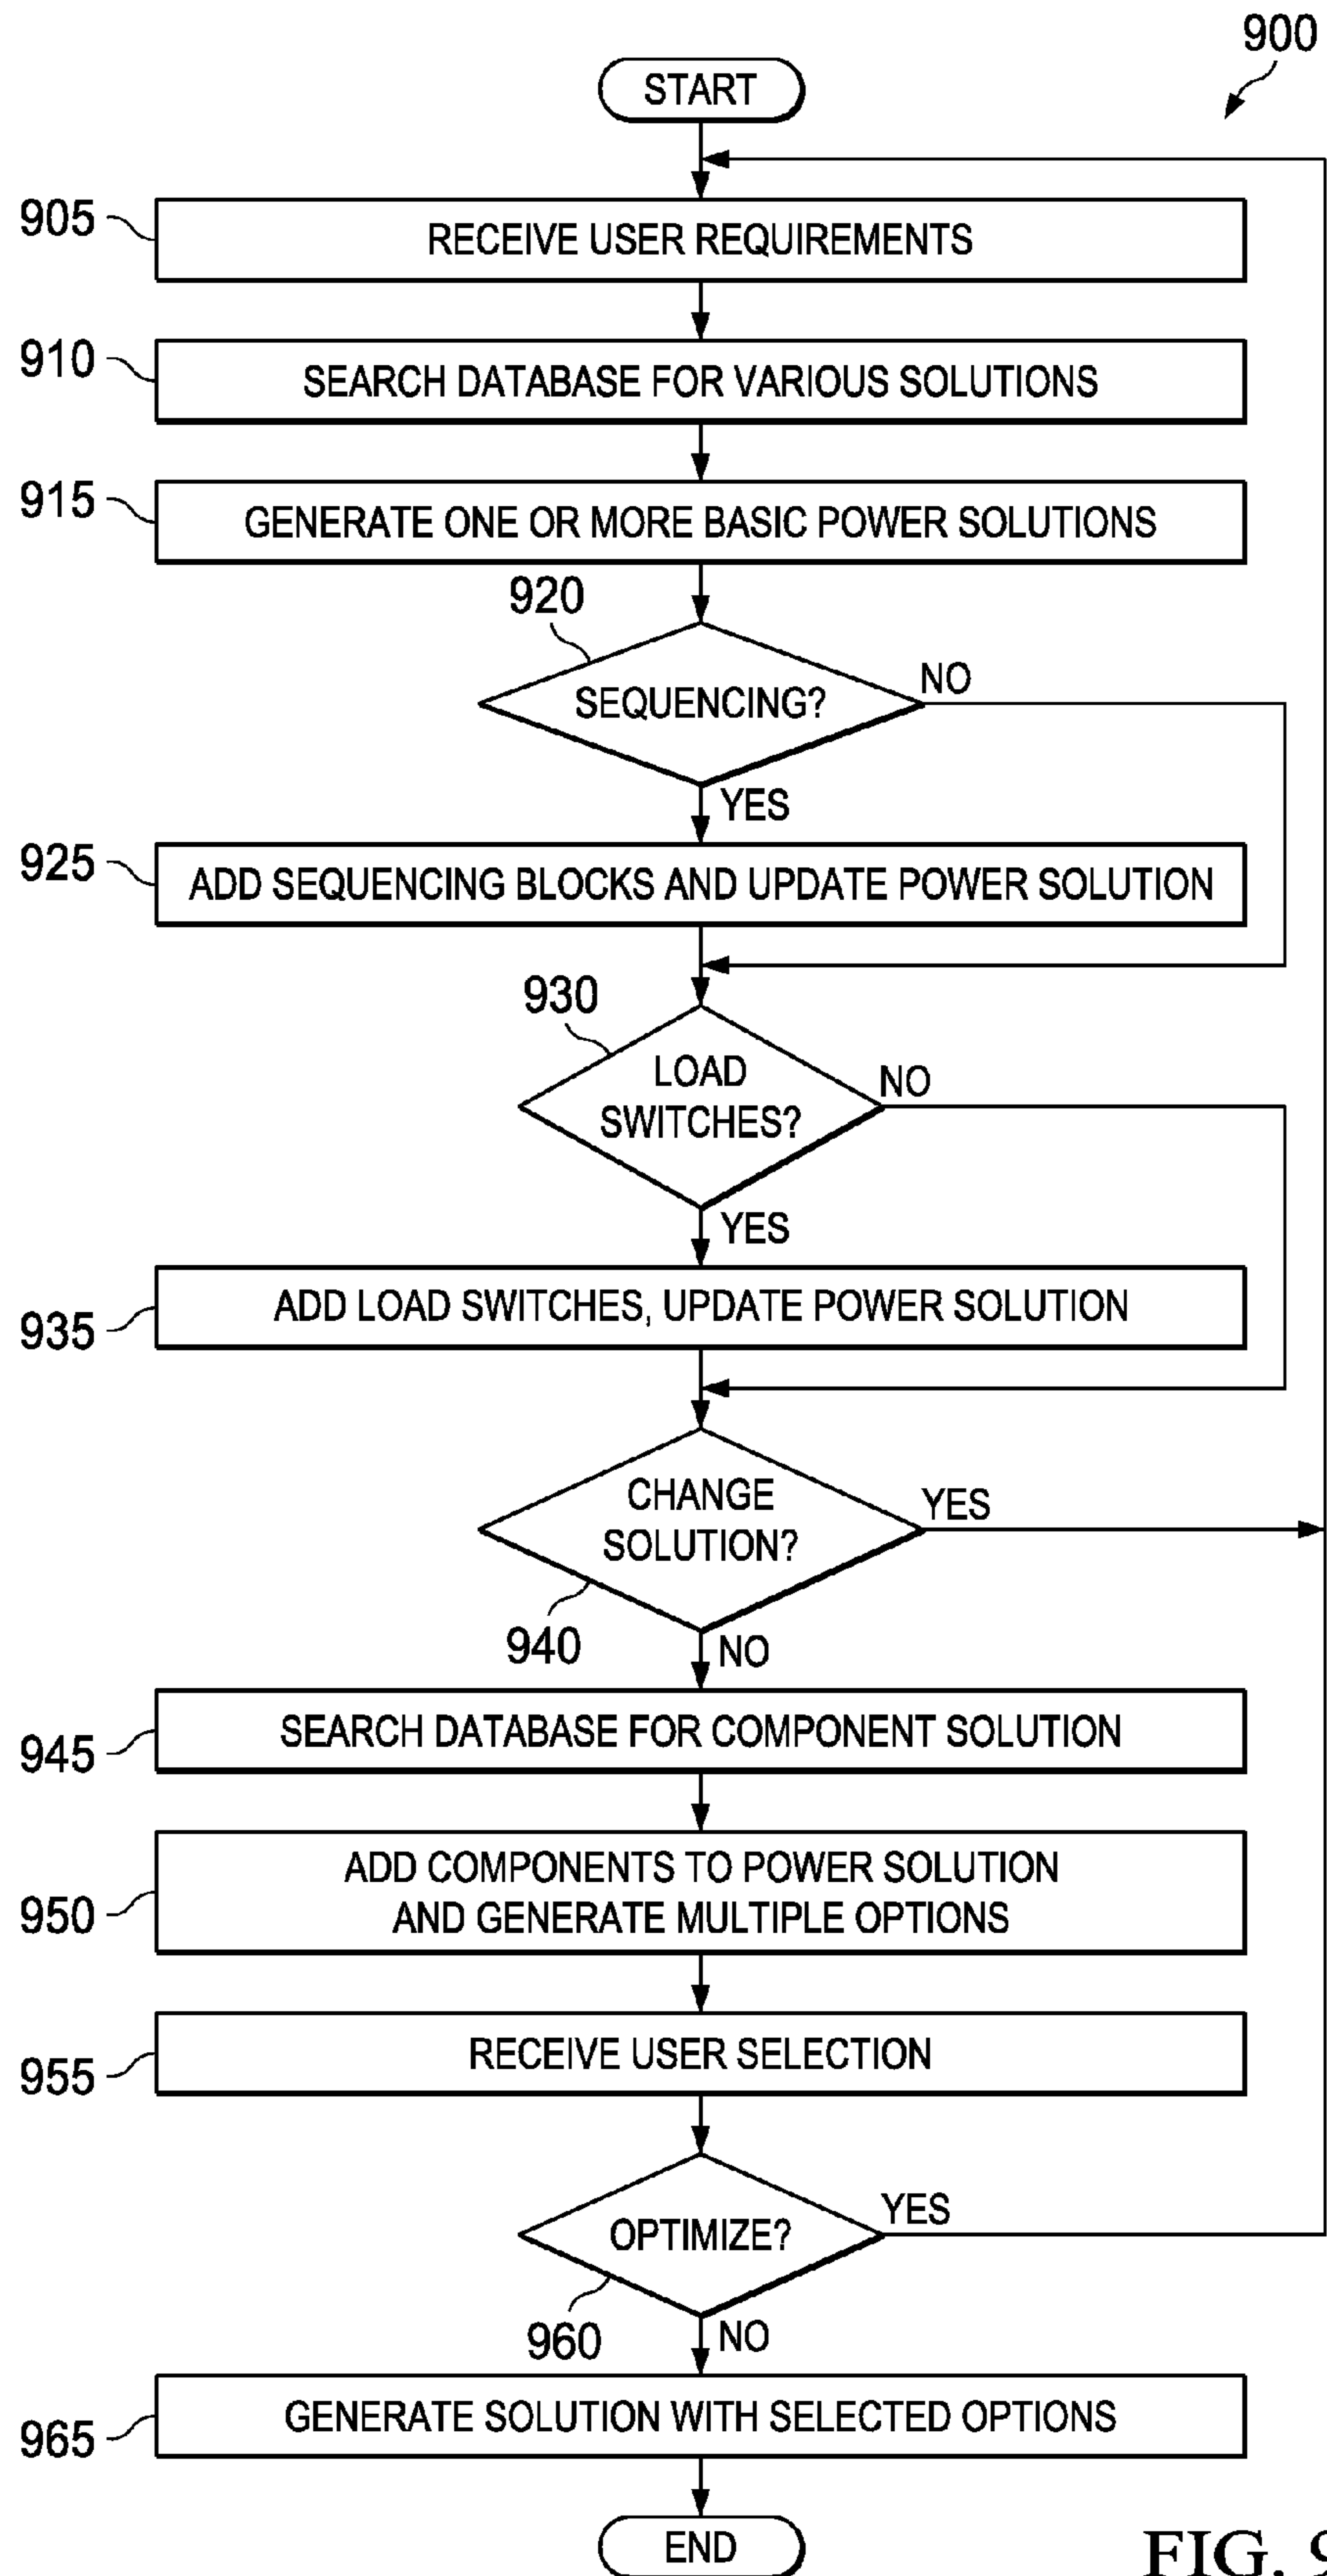 900
START
905
RECEIVE USER REQUIREMENTS
910
SEARCH DATABASE FOR VARIOUS SOLUTIONS
915
GENERATE ONE OR MORE BASIC POWER SOLUTIONS
920
SEQUENCING?
NO
YES
925
ADD SEQUENCING BLOCKS AND UPDATE POWER SOLUTION
930
LOAD
SWITCHES?
NO
YES
935
ADD LOAD SWITCHES, UPDATE POWER SOLUTION
CHANGE
SOLUTION?
YES
940
NO
945
SEARCH DATABASE FOR COMPONENT SOLUTION
950
ADD COMPONENTS TO POWER SOLUTION
AND GENERATE MULTIPLE OPTIONS
955
RECEIVE USER SELECTION
OPTIMIZE?
YES
960
NO
965
GENERATE SOLUTION WITH SELECTED OPTIONS
END
FIG. 9